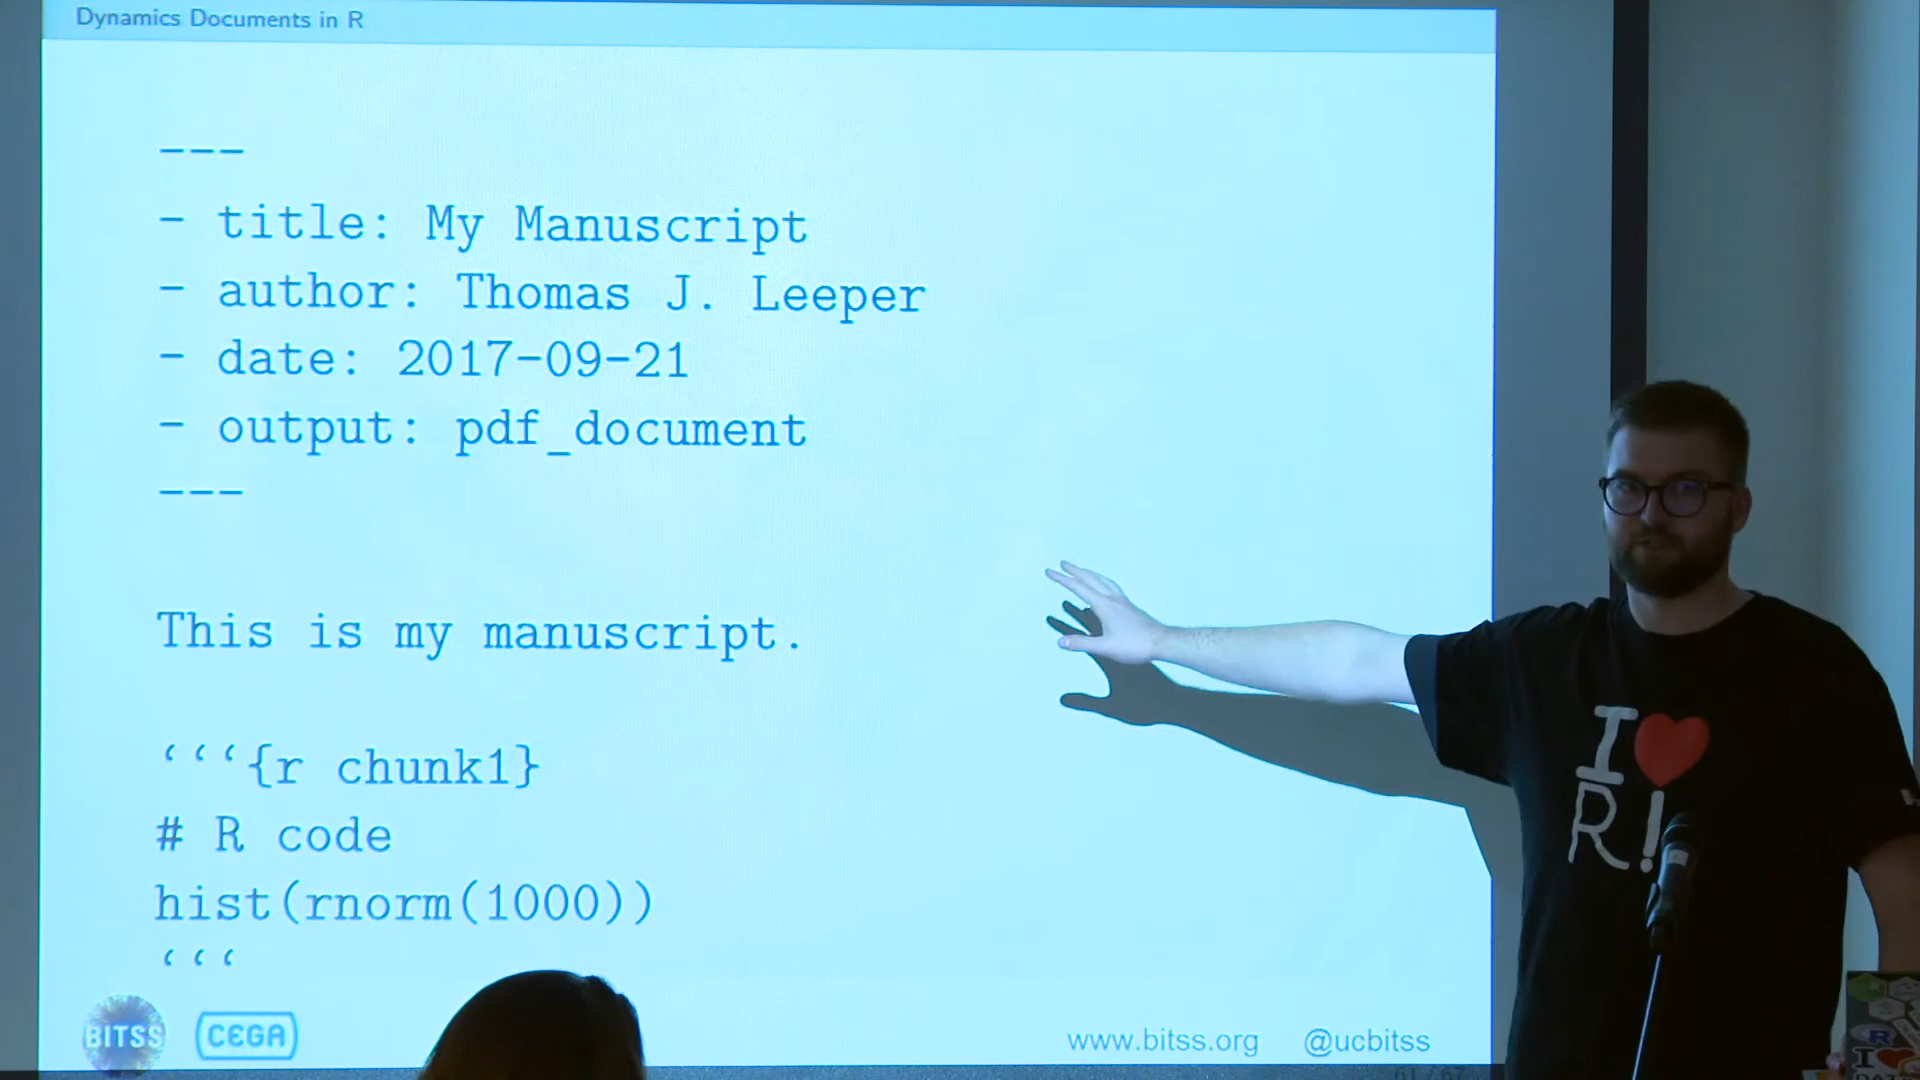 Dynamics Documents in R
---
- title: My Manuscript
- author: Thomas J. Leeper
- date: 2017-09-21
- output: pdf_document
---
This is my manuscript.
‘‘‘{r chunk1}
# R code
hist(rnorm(1000))
‘‘‘
BITSS CEGA www.bitss.org @ucbitss
I ❤
R!
R
I ❤